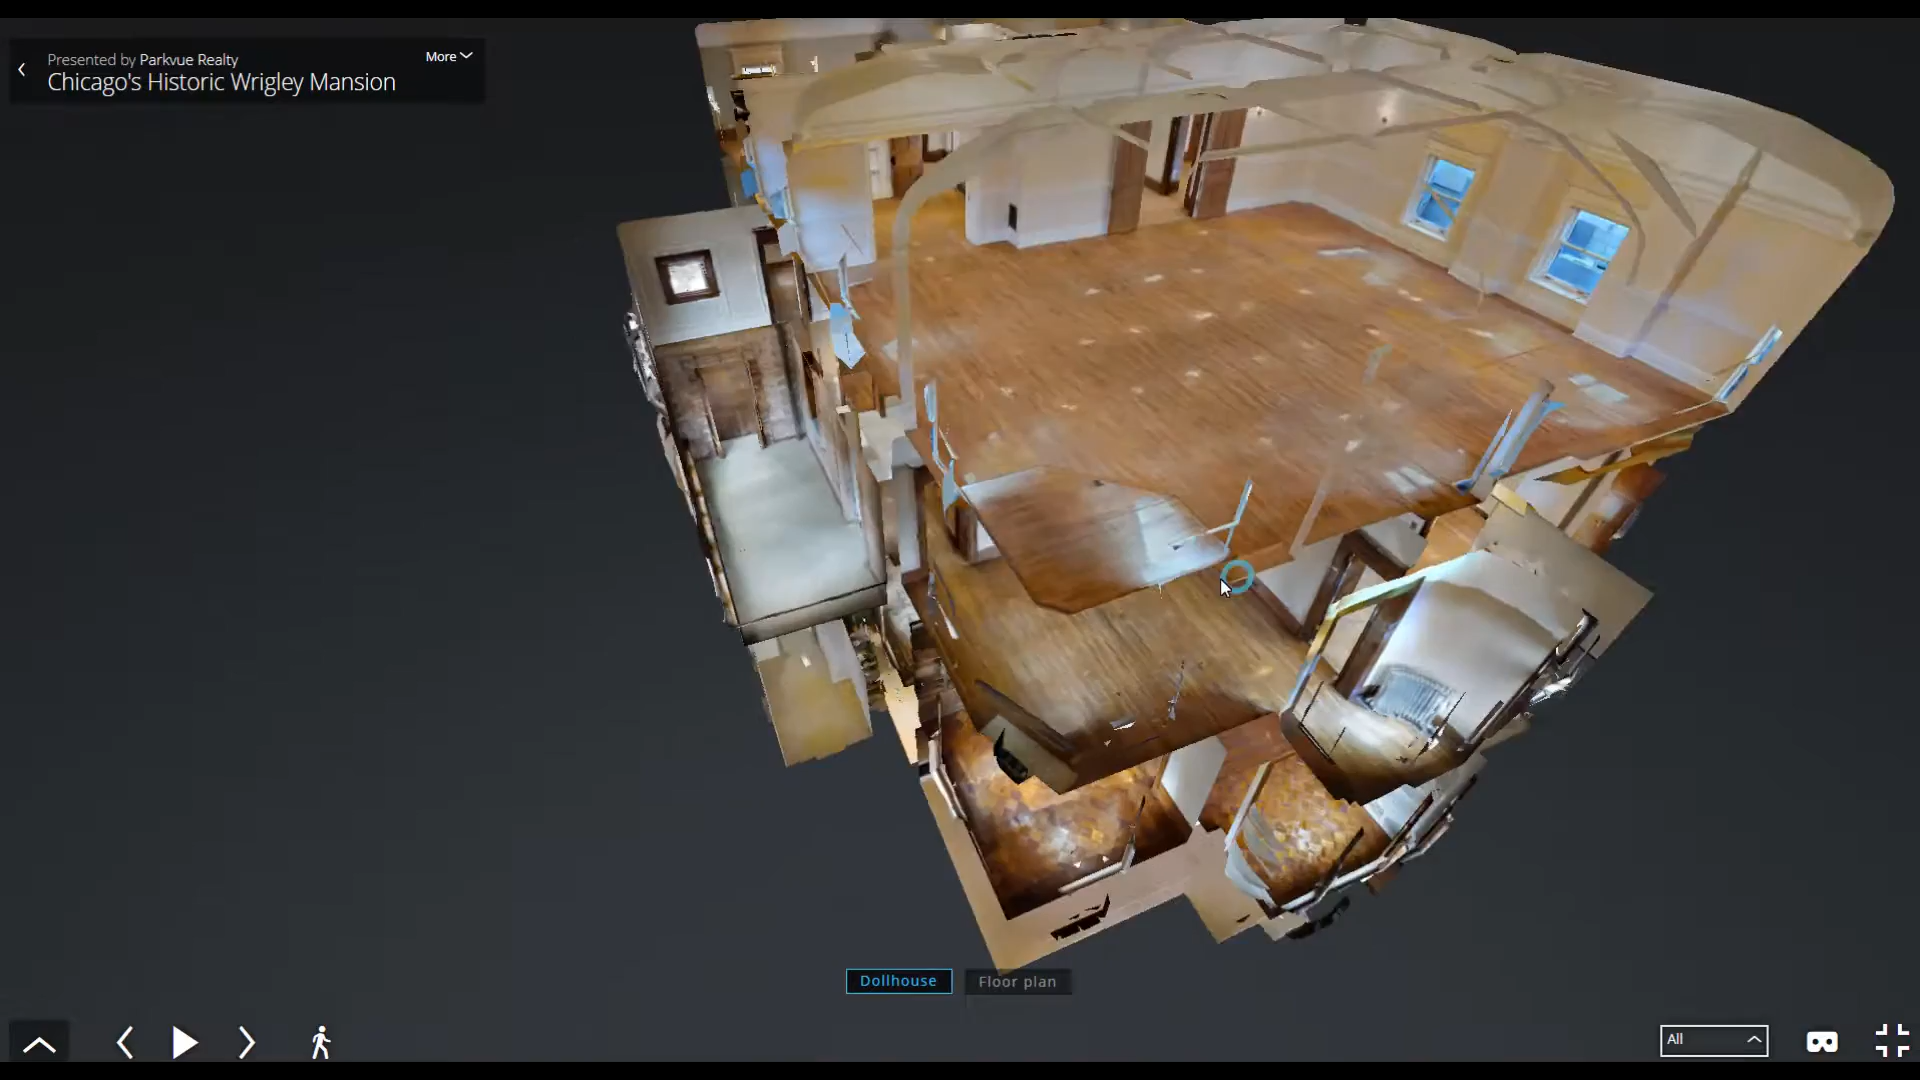 Presented by Parkvue Realty
More
Chicago's Historic Wrigley Mansion
Dollhouse
Floor plan
All